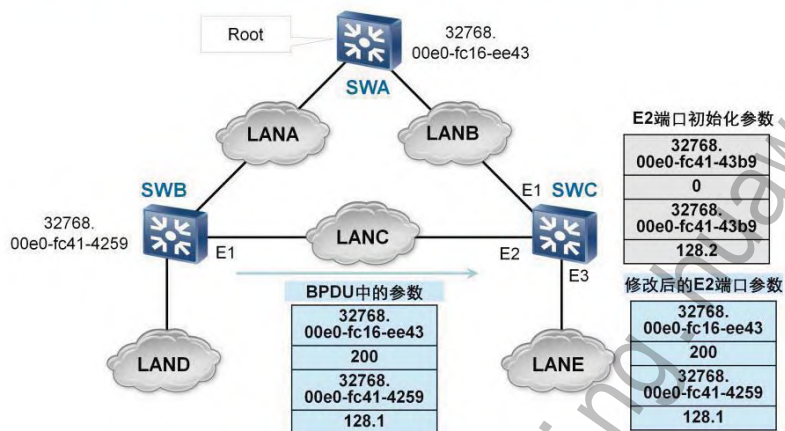 Root
32768.
00e0-fc16-ee43
SWA
LANA
LANB
SWB
32768.
00e0-fc41-4259
E1
LANC
E1
SWC
E2
E3
LAND
LANE
E2端口初始化参数
32768.
00e0-fc41-43b9
0
32768.
00e0-fc41-43b9
128.2
BPDU中的参数
32768.
00e0-fc16-ee43
200
32768.
00e0-fc41-4259
128.1
修改后的E2端口参数
32768.
00e0-fc16-ee43
200
32768.
00e0-fc41-4259
128.1
ing.huaw